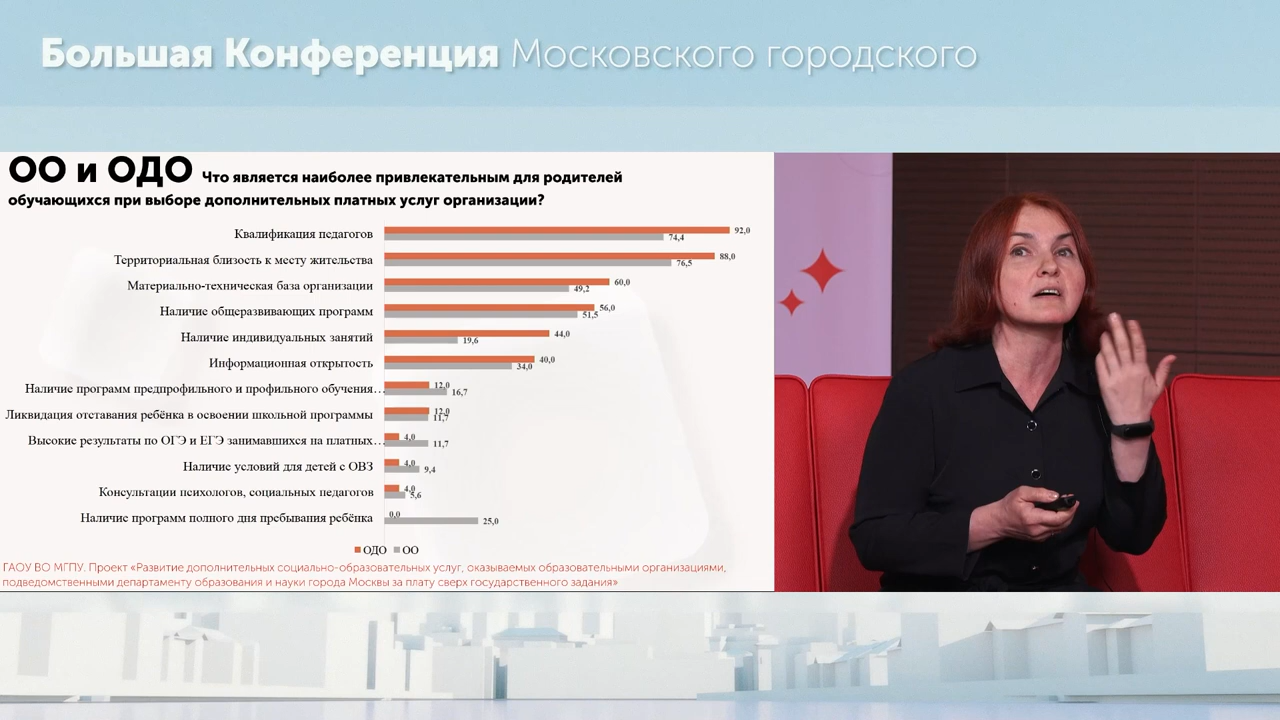 Большая Конференция Московского городского
ОО и ОДО Что является наиболее привлекательным для родителей
обучающихся при выборе дополнительных платных услуг организации?
Квалификация педагогов 92,0 74,4
Территориальная близость к месту жительства 88,0 76,5
Материально-техническая база организации 60,0 49,2
Наличие общеразвивающих программ 56,0 51,5
Наличие индивидуальных занятий 44,0 19,6
Информационная открытость 40,0 34,0
Наличие программ предпрофильного и профильного обучения… 12,0 16,7
Ликвидация отставания ребёнка в освоении школьной программы 12,0 11,7
Высокие результаты по ОГЭ и ЕГЭ занимавшихся на платных… 4,0 11,7
Наличие условий для детей с ОВЗ 4,0 9,4
Консультации психологов, социальных педагогов 4,0 5,6
Наличие программ полного дня пребывания ребёнка 0,0 25,0
ОДО ОО
ГАОУ ВО МГПУ. Проект «Развитие дополнительных социально-образовательных услуг, оказываемых образовательными организациями,
подведомственными департаменту образования и науки города Москвы за плату сверх государственного задания»